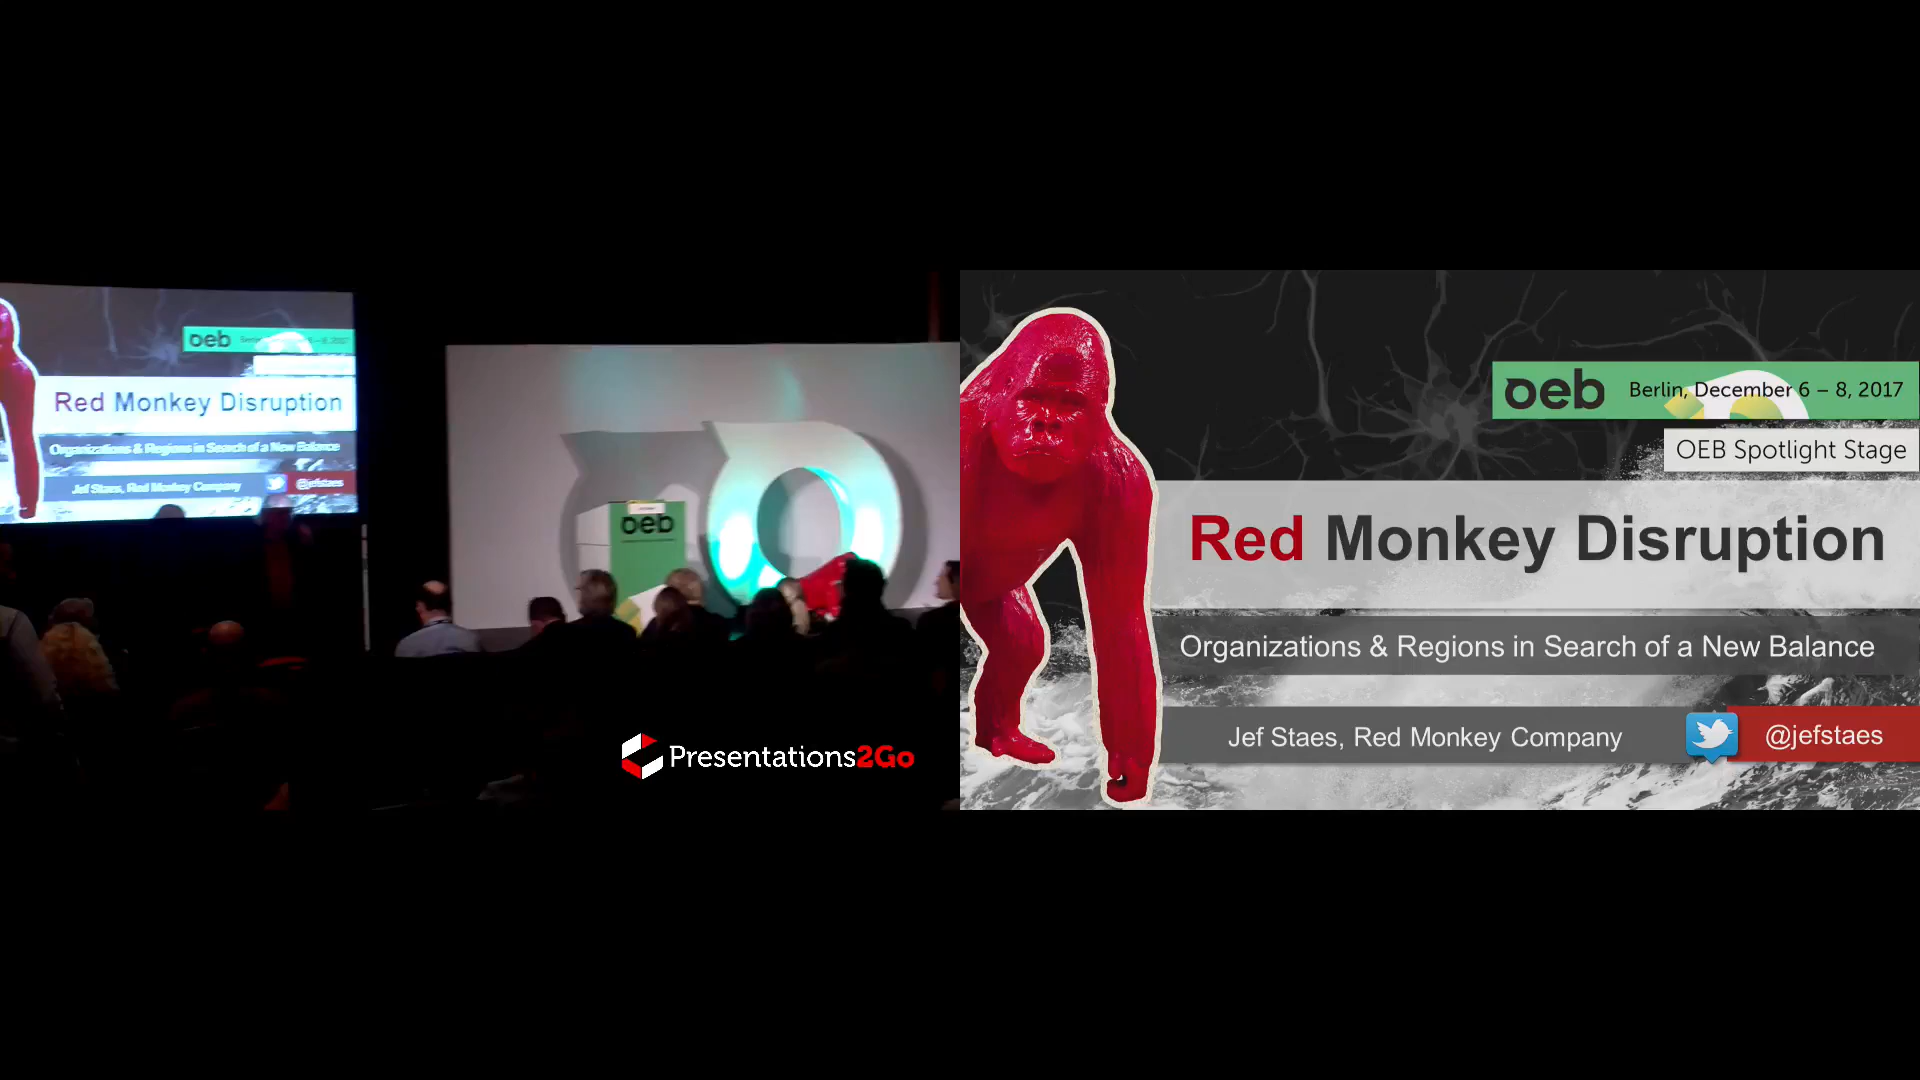 oeb
Red Monkey Disruption
Organizations & Regions in Search of a New Balance
Jef Staes, Red Monkey Company
@jefstaes
oeb
Presentations2Go
oeb Berlin, December 6 – 8, 2017
OEB Spotlight Stage
Red Monkey Disruption
Organizations & Regions in Search of a New Balance
Jef Staes, Red Monkey Company
@jefstaes